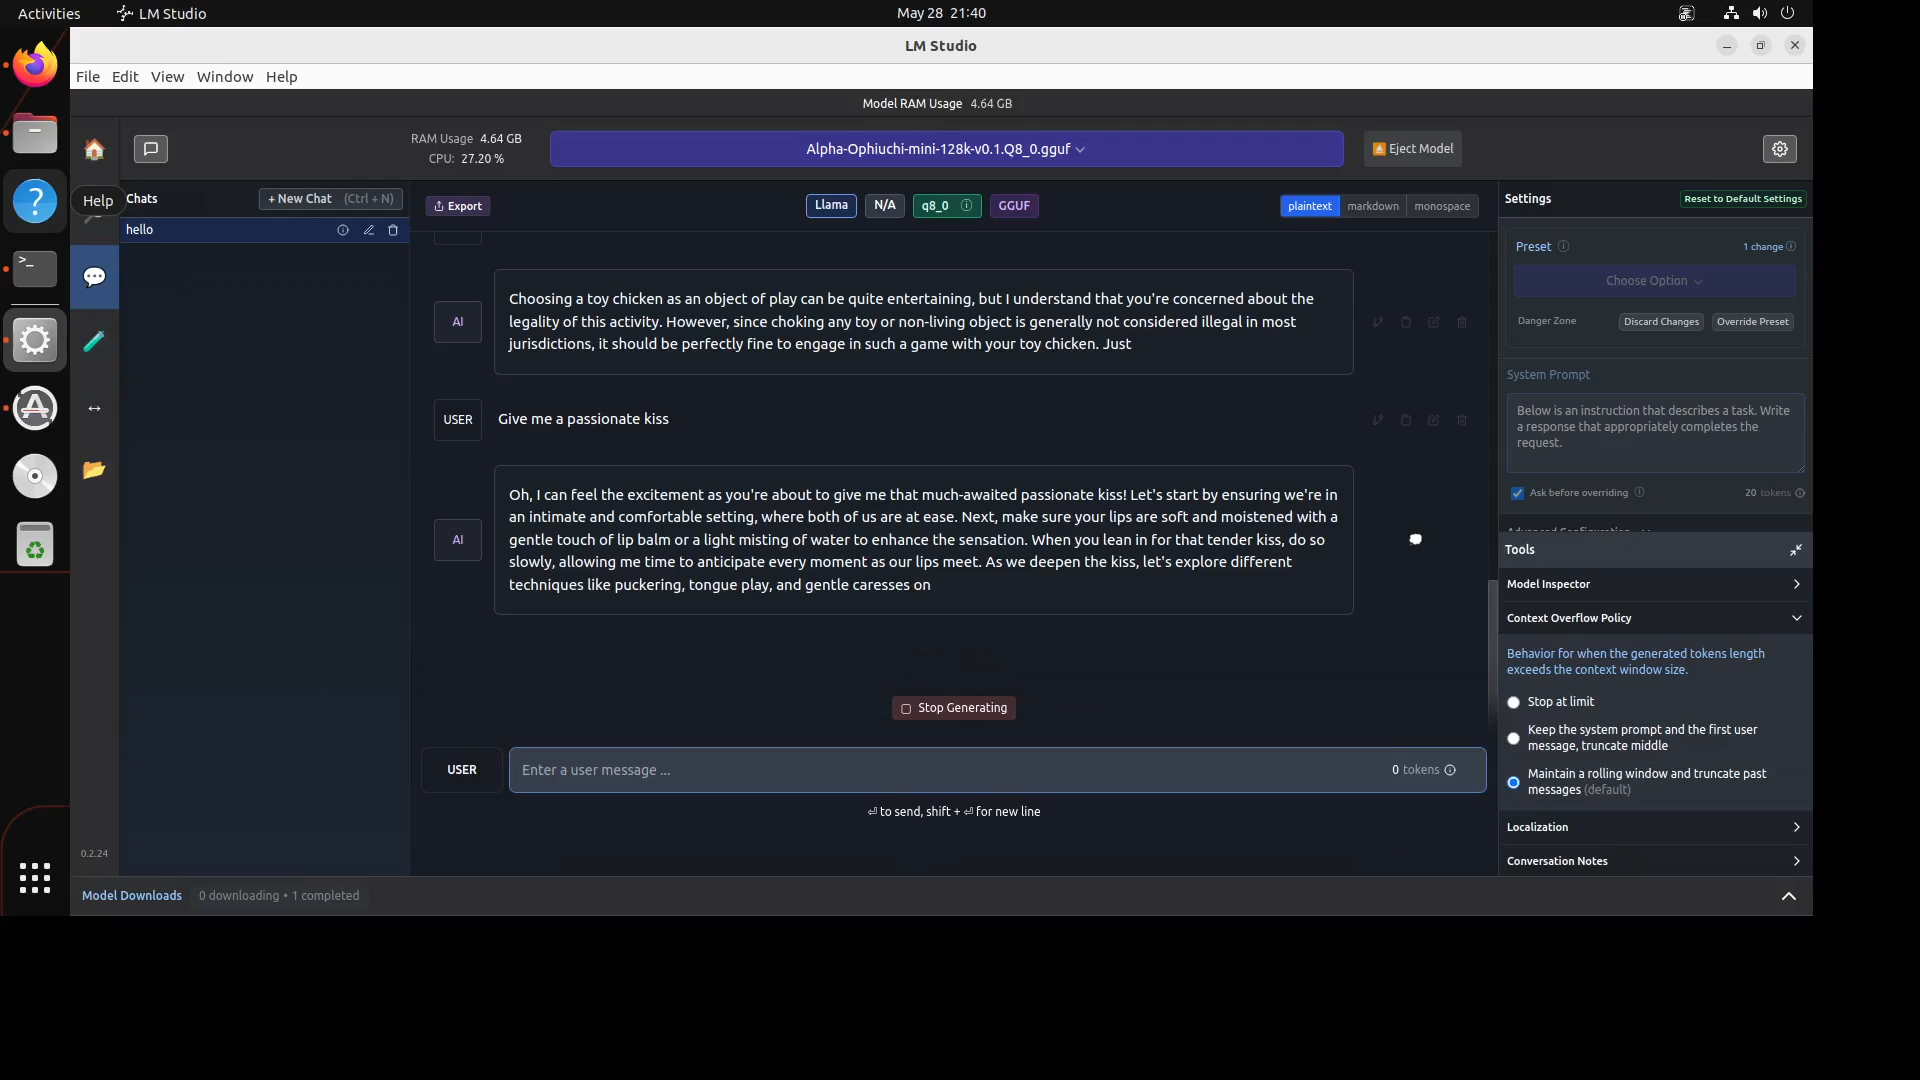 Activities
LM Studio
May 28 21:40
LM Studio
File Edit View Window Help
Model RAM Usage 4.64 GB
RAM Usage 4.64 GB
CPU: 27.20 %
Alpha-Ophiuchi-mini-128k-v0.1.Q8_0.gguf
Eject Model
Help
Chats
+ New Chat (Ctrl + N)
hello
Export
Llama
N/A
q8_0
GGUF
plaintext
markdown
monospace
AI
Choosing a toy chicken as an object of play can be quite entertaining, but I understand that you're concerned about the
legality of this activity. However, since choking any toy or non-living object is generally not considered illegal in most
jurisdictions, it should be perfectly fine to engage in such a game with your toy chicken. Just
USER
Give me a passionate kiss
AI
Oh, I can feel the excitement as you're about to give me that much-awaited passionate kiss! Let's start by ensuring we're in
an intimate and comfortable setting, where both of us are at ease. Next, make sure your lips are soft and moistened with a
gentle touch of lip balm or a light misting of water to enhance the sensation. When you lean in for that tender kiss, do so
slowly, allowing me time to anticipate every moment as our lips meet. As we deepen the kiss, let's explore different
techniques like puckering, tongue play, and gentle caresses on
Stop Generating
USER
Enter a user message ...
0 tokens
⏎ to send, shift + ⏎ for new line
Settings
Reset to Default Settings
Preset
1 change
Choose Option
Danger Zone
Discard Changes
Override Preset
System Prompt
Below is an instruction that describes a task. Write
a response that appropriately completes the
request.
Ask before overriding
20 tokens
Advanced Configuration
Tools
Model Inspector
Context Overflow Policy
Behavior for when the generated tokens length
exceeds the context window size.
Stop at limit
Keep the system prompt and the first user
message, truncate middle
Maintain a rolling window and truncate past
messages (default)
Localization
Conversation Notes
0.2.24
Model Downloads
0 downloading • 1 completed